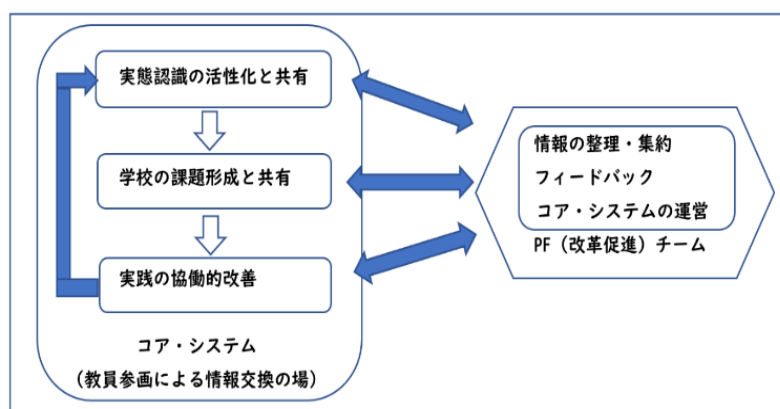 実態認識の活性化と共有
学校の課題形成と共有
実践の協働的改善
コア・システム
（教員参画による情報交換の場）
情報の整理・集約
フィードバック
コア・システムの運営
PF（改革促進）チーム